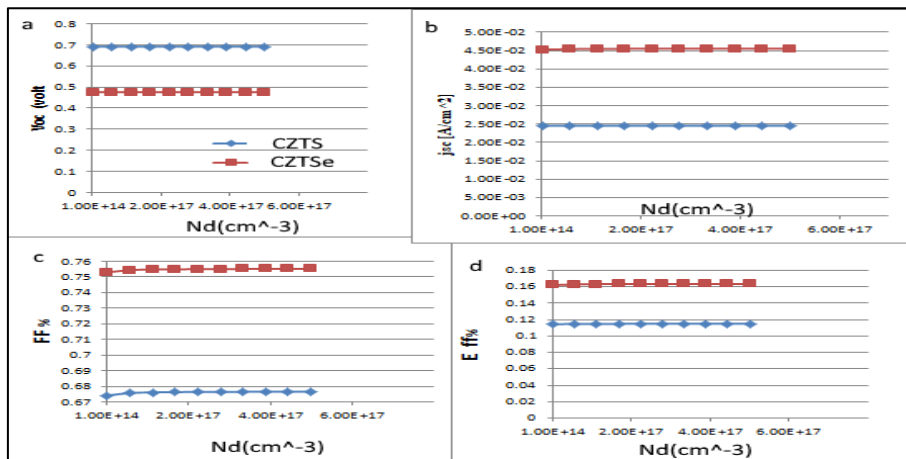 a
0.8
0.7
0.6
0.5
0.4
0.3
0.2
0.1
0
Voc (volt
CZTS
CZTSe
1.00E+14 2.00E+17 4.00E+17 6.00E+17
Nd(cm^-3)
b
5.00E-02
4.50E-02
4.00E-02
3.50E-02
3.00E-02
2.50E-02
2.00E-02
1.50E-02
1.00E-02
5.00E-03
0.00E+00
jsc [A/cm^2]
Nd(cm^-3)
1.00E+14 2.00E+17 4.00E+17 6.00E+17
c
0.76
0.75
0.74
0.73
0.72
0.71
0.7
0.69
0.68
0.67
FF %
1.00E+14 2.00E+17 4.00E+17 6.00E+17
Nd(cm^-3)
d
0.18
0.16
0.14
0.12
0.1
0.08
0.06
0.04
0.02
0
E ff%
1.00E+14 2.00E+17 4.00E+17 6.00E+17
Nd(cm^-3)